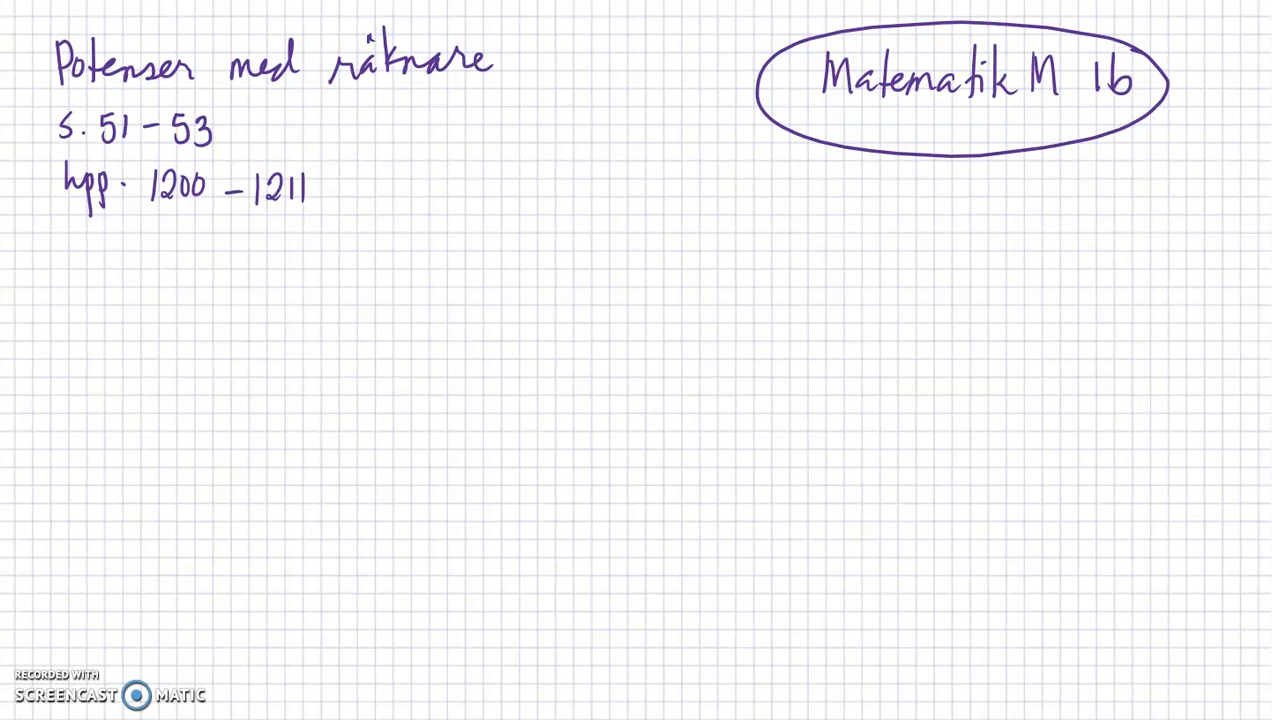 Potenser med räknare
Matematik M 1b
s. 51 - 53
upp. 1200 - 1211
RECORDED WITH
SCREENCAST MATIC